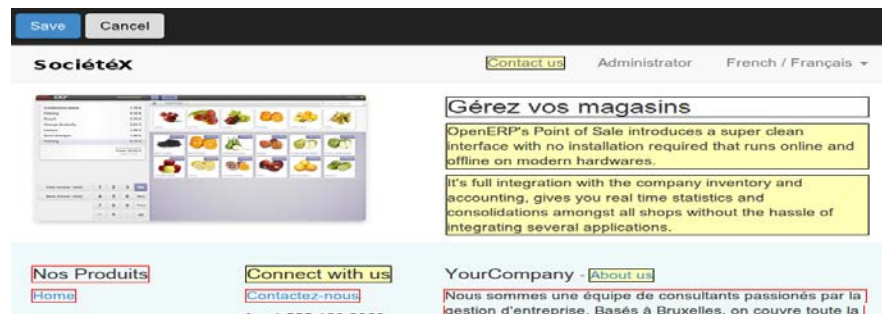 Save Cancel
SociétéX Contact us Administrator French / Français
Gérez vos magasins
OpenERP's Point of Sale introduces a super clean
interface with no installation required that runs online and
offline on modern hardwares.
It's full integration with the company inventory and
accounting, gives you real time statistics and
consolidations amongst all shops without the hassle of
integrating several applications.
Nos Produits Connect with us YourCompany - About us
Home Contactez-nous Nous sommes une équipe de consultants passionés par la
gestion d'entreprise. Basés à Bruxelles, on couvre toute la